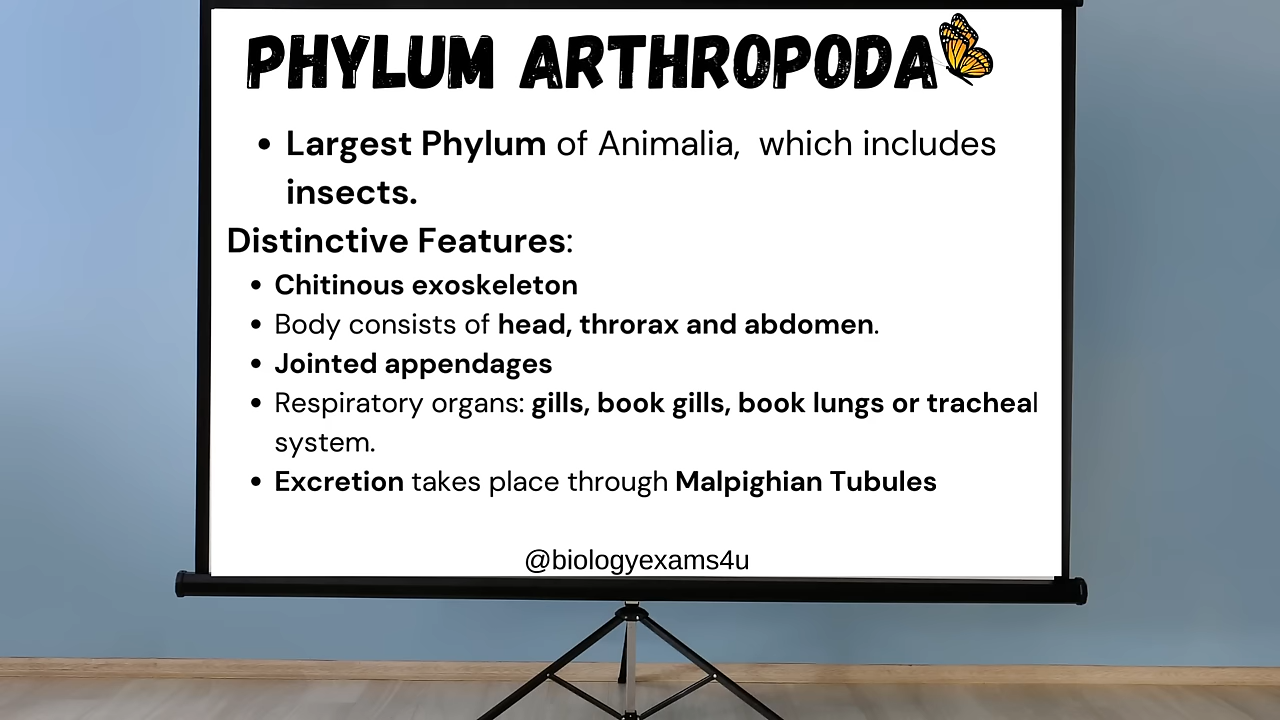 PHYLUM ARTHROPODA
• Largest Phylum of Animalia, which includes
insects.
Distinctive Features:
• Chitinous exoskeleton
• Body consists of head, throrax and abdomen.
• Jointed appendages
• Respiratory organs: gills, book gills, book lungs or tracheal
system.
• Excretion takes place through Malpighian Tubules
@biologyexams4u